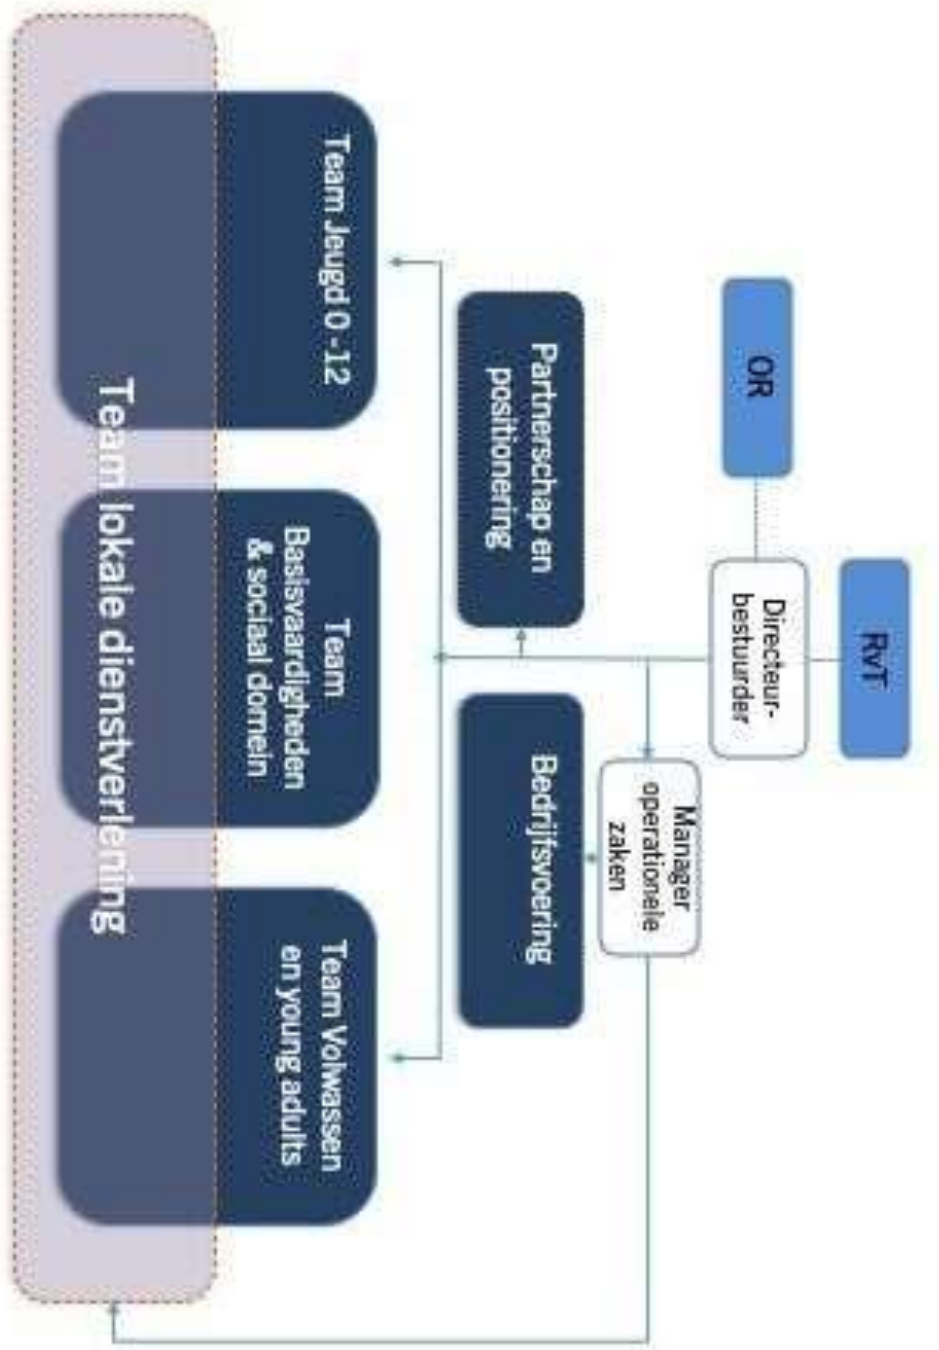 RvT
OR
Directeur-
bestuurder
Manager
operationele
zaken
Partnerschap en
positionering
Bedrijfsvoering
Team Jeugd 0 -12
Team
Basisvaardigheden
& sociaal domein
Team Volwassen
en young adults
Team lokale dienstverlening